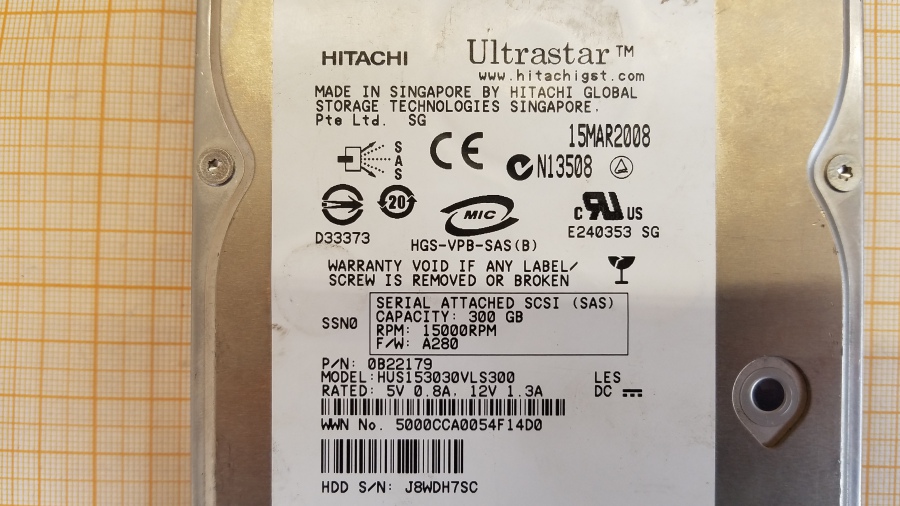 HITACHI Ultrastar™
www.hitachigst.com
MADE IN SINGAPORE BY HITACHI GLOBAL
STORAGE TECHNOLOGIES SINGAPORE.
Pte Ltd. SG
15MAR2008
SAS
CE
N13508
20
MIC
C RU US
D33373
HGS-VPB-SAS(B)
E240353 SG
WARRANTY VOID IF ANY LABEL/
SCREW IS REMOVED OR BROKEN
SSN0
SERIAL ATTACHED SCSI (SAS)
CAPACITY: 300 GB
RPM: 15000RPM
F/W: A280
P/N: 0B22179
MODEL:HUS153030VLS300
RATED: 5V 0.8A, 12V 1.3A
LES
DC
WWN No. 5000CCA0054F14D0
HDD S/N: J8WDH7SC